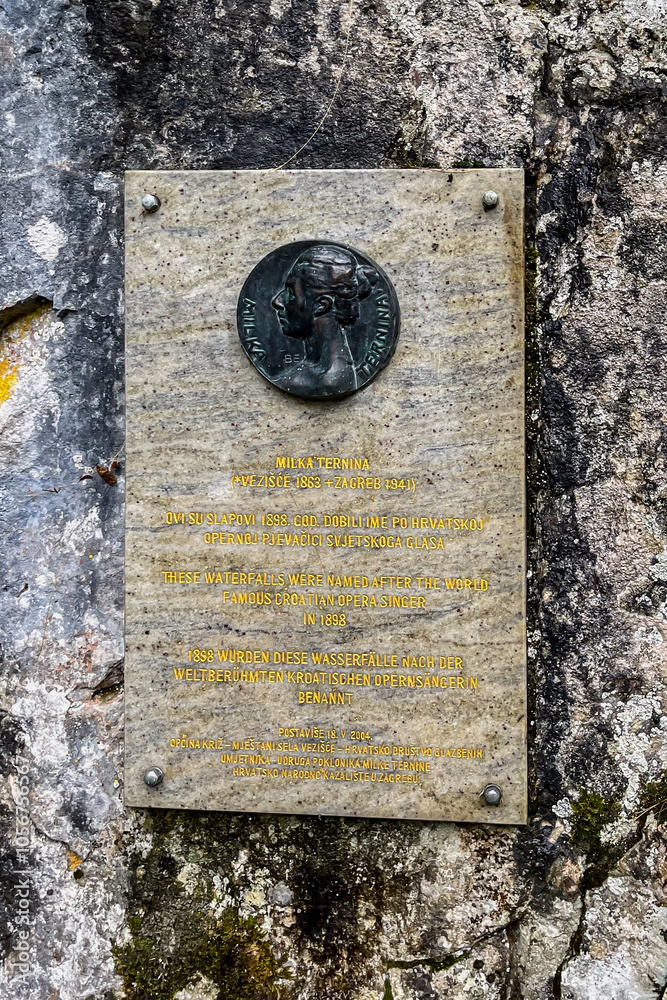 MILKA TERNINA
BE
MILKA TERNINA
(*VEZIŠĆE 1863 +ZAGREB 1941)
OVI SU SLAPOVI 1898. GOD. DOBILI IME PO HRVATSKOJ
OPERNOJ PJEVAČICI SVJETSKOGA GLASA
THESE WATERFALLS WERE NAMED AFTER THE WORLD
FAMOUS CROATIAN OPERA SINGER
IN 1898
1898 WURDEN DIESE WASSERFÄLLE NACH DER
WELTBERÜHMTEN KROATISCHEN OPERNSÄNGERIN
BENANNT
POSTAVIŠE 18. V. 2004.
OPĆINA KRIŽ - MJEŠTANI SELA VEZIŠĆE - HRVATSKO DRUŠTVO GLAZBENIH
UMJETNIKA - UDRUGA POKLONIKA MILKE TERNINE
HRVATSKO NARODNO KAZALIŠTE U ZAGREBU